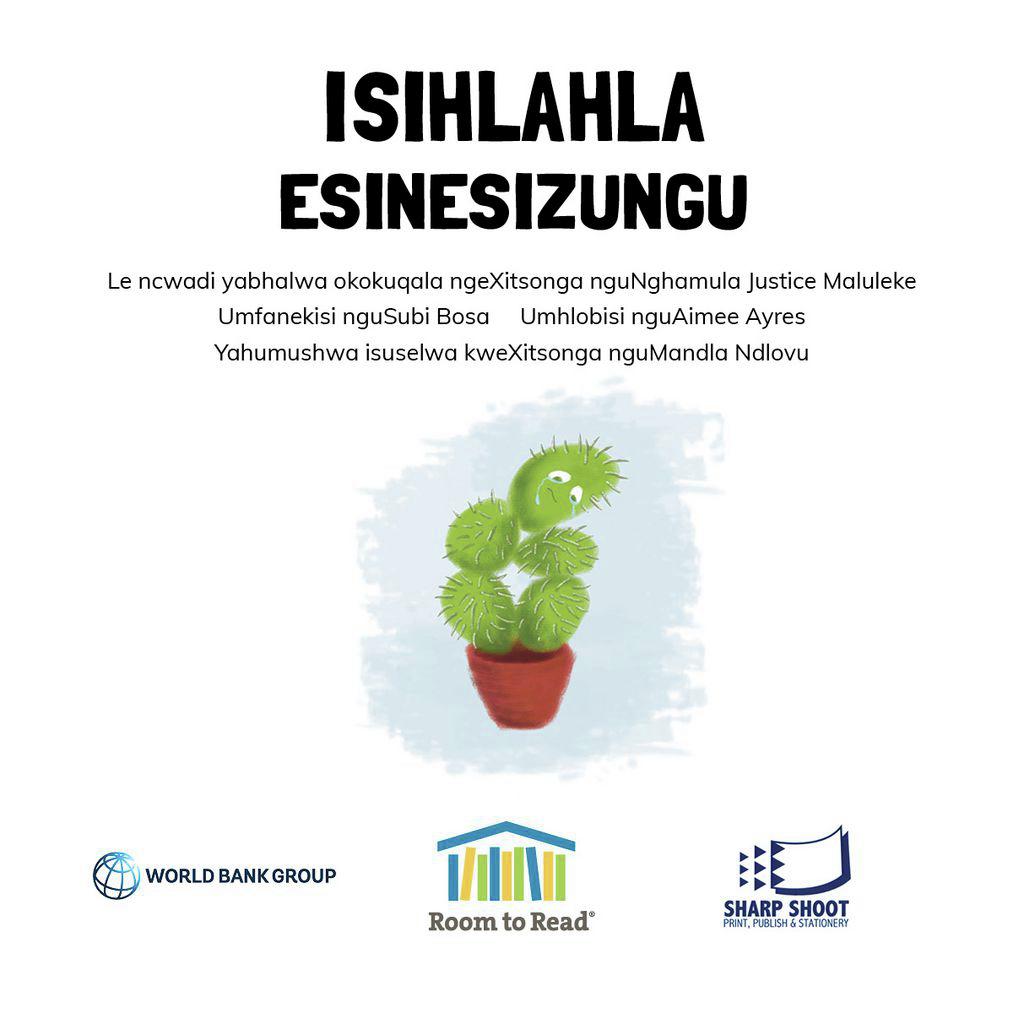 ISIHLAHLA
ESINESIZUNGU
Le ncwadi yabhalwa okokuqala ngeXitsonga nguNghamula Justice Maluleke
Umfanekisi nguSubi Bosa Umhlobisi nguAimee Ayres
Yahumushwa isuselwa kweXitsonga nguMandla Ndlovu
WORLD BANK GROUP
Room to Read®
SHARP SHOOT
PRINT, PUBLISH & STATIONERY